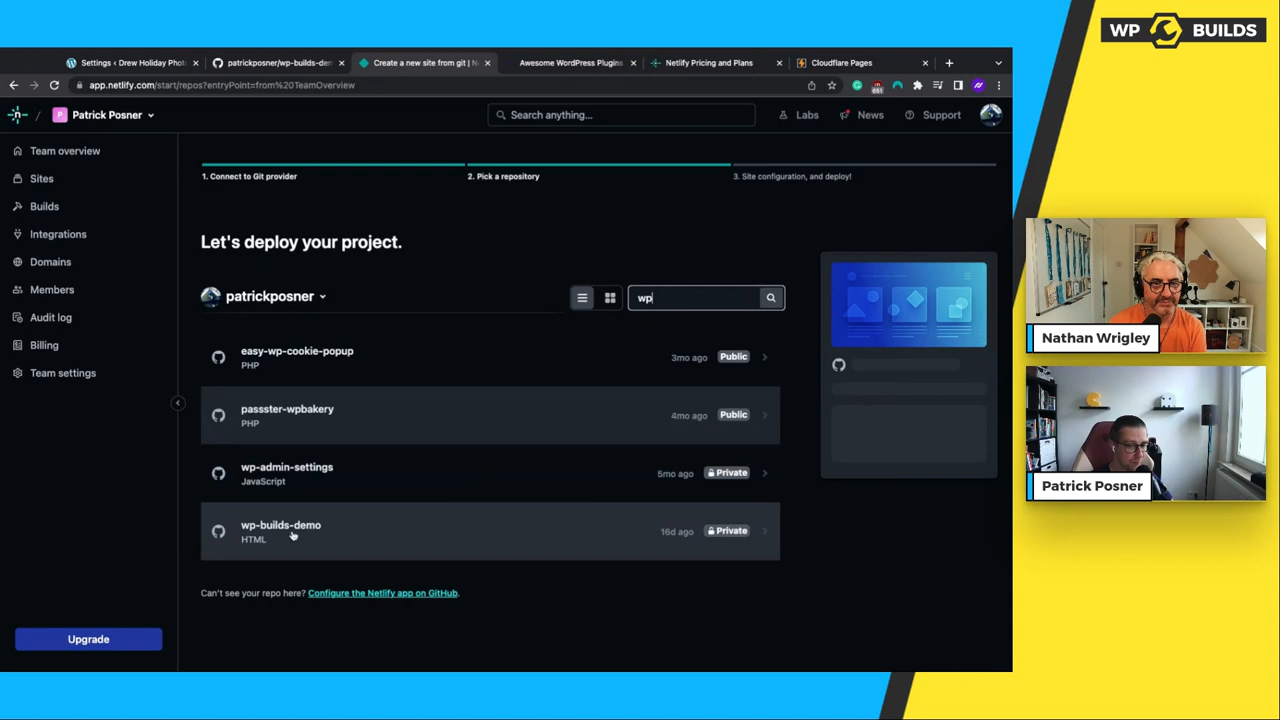 WP BUILDS
Settings ‹ Drew Holiday Phot
patrickposner/wp-builds-dem
Create a new site from git | Ne
Awesome WordPress Plugins
Netlify Pricing and Plans
Cloudflare Pages
app.netlify.com/start/repos?entryPoint=from%20TeamOverview
651
/ P Patrick Posner
Search anything...
Labs
News
Support
Team overview
Sites
Builds
Integrations
Domains
Members
Audit log
Billing
Team settings
Upgrade
1. Connect to Git provider
2. Pick a repository
3. Site configuration, and deploy!
Let's deploy your project.
patrickposner
wp
easy-wp-cookie-popup
PHP
3mo ago Public
passster-wpbakery
PHP
4mo ago Public
wp-admin-settings
JavaScript
5mo ago Private
wp-builds-demo
HTML
16d ago Private
Can't see your repo here? Configure the Netlify app on GitHub.
Nathan Wrigley
Patrick Posner